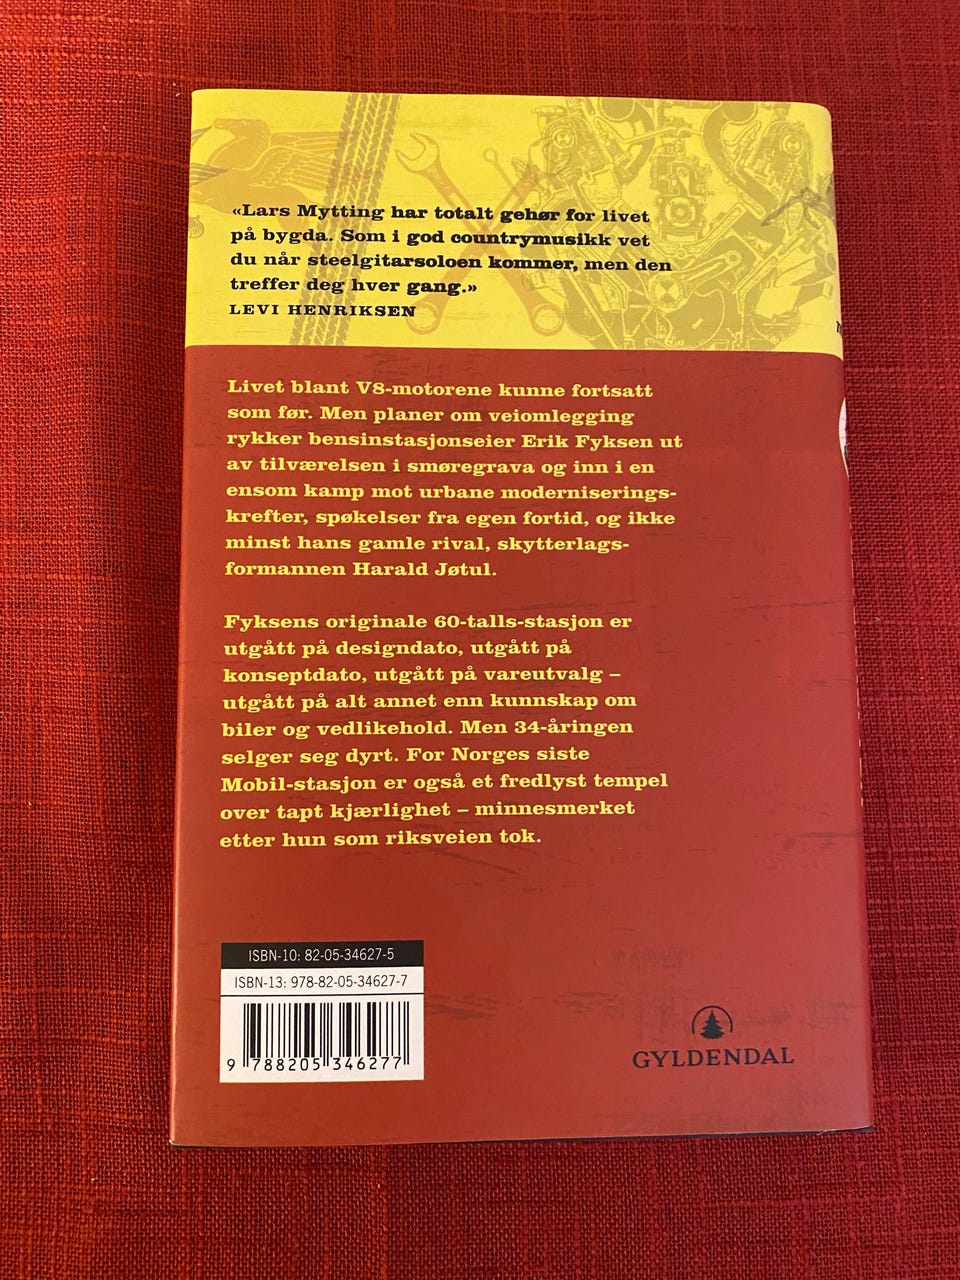 «Lars Mytting har totalt gehør for livet
på bygda. Som i god countrymusikk vet
du når steelgitarsoloen kommer, men den
treffer deg hver gang.»
LEVI HENRIKSEN
Livet blant V8-motorene kunne fortsatt
som før. Men planer om veiomlegging
rykker bensinstasjonseier Erik Fyksen ut
av tilværelsen i smøregrava og inn i en
ensom kamp mot urbane moderniserings-
krefter, spøkelser fra egen fortid, og ikke
minst hans gamle rival, skytterlags-
formannen Harald Jøtul.
Fyksens originale 60-talls-stasjon er
utgått på designdato, utgått på
konseptdato, utgått på vareutvalg –
utgått på alt annet enn kunnskap om
biler og vedlikehold. Men 34-åringen
selger seg dyrt. For Norges siste
Mobil-stasjon er også et fredlyst tempel
over tapt kjærlighet – minnesmerket
etter hun som riksveien tok.
ISBN-10: 82-05-34627-5
ISBN-13: 978-82-05-34627-7
9 788205 346277
GYLDENDAL